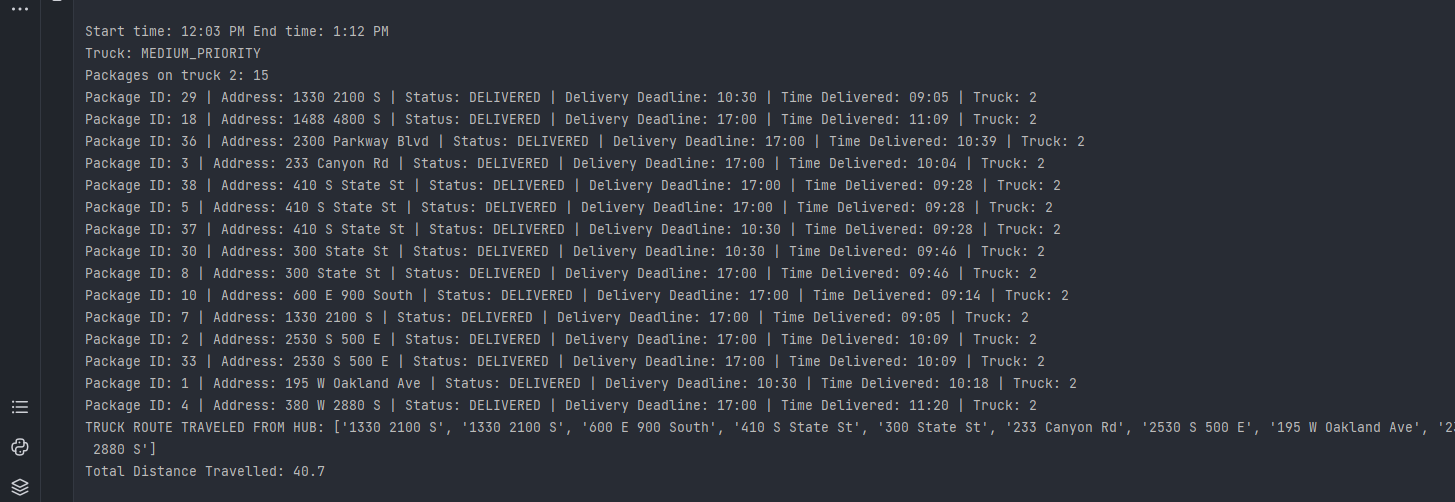 Start time: 12:03 PM End time: 1:12 PM
Truck: MEDIUM_PRIORITY
Packages on truck 2: 15
Package ID: 29 | Address: 1330 2100 S | Status: DELIVERED | Delivery Deadline: 10:30 | Time Delivered: 09:05 | Truck: 2
Package ID: 18 | Address: 1488 4800 S | Status: DELIVERED | Delivery Deadline: 17:00 | Time Delivered: 11:09 | Truck: 2
Package ID: 36 | Address: 2300 Parkway Blvd | Status: DELIVERED | Delivery Deadline: 17:00 | Time Delivered: 10:39 | Truck: 2
Package ID: 3 | Address: 233 Canyon Rd | Status: DELIVERED | Delivery Deadline: 17:00 | Time Delivered: 10:04 | Truck: 2
Package ID: 38 | Address: 410 S State St | Status: DELIVERED | Delivery Deadline: 17:00 | Time Delivered: 09:28 | Truck: 2
Package ID: 5 | Address: 410 S State St | Status: DELIVERED | Delivery Deadline: 17:00 | Time Delivered: 09:28 | Truck: 2
Package ID: 37 | Address: 410 S State St | Status: DELIVERED | Delivery Deadline: 10:30 | Time Delivered: 09:28 | Truck: 2
Package ID: 30 | Address: 300 State St | Status: DELIVERED | Delivery Deadline: 10:30 | Time Delivered: 09:46 | Truck: 2
Package ID: 8 | Address: 300 State St | Status: DELIVERED | Delivery Deadline: 17:00 | Time Delivered: 09:46 | Truck: 2
Package ID: 10 | Address: 600 E 900 South | Status: DELIVERED | Delivery Deadline: 17:00 | Time Delivered: 09:14 | Truck: 2
Package ID: 7 | Address: 1330 2100 S | Status: DELIVERED | Delivery Deadline: 17:00 | Time Delivered: 09:05 | Truck: 2
Package ID: 2 | Address: 2530 S 500 E | Status: DELIVERED | Delivery Deadline: 17:00 | Time Delivered: 10:09 | Truck: 2
Package ID: 33 | Address: 2530 S 500 E | Status: DELIVERED | Delivery Deadline: 17:00 | Time Delivered: 10:09 | Truck: 2
Package ID: 1 | Address: 195 W Oakland Ave | Status: DELIVERED | Delivery Deadline: 10:30 | Time Delivered: 10:18 | Truck: 2
Package ID: 4 | Address: 380 W 2880 S | Status: DELIVERED | Delivery Deadline: 17:00 | Time Delivered: 11:20 | Truck: 2
TRUCK ROUTE TRAVELED FROM HUB: ['1330 2100 S', '1330 2100 S', '600 E 900 South', '410 S State St', '300 State St', '233 Canyon Rd', '2530 S 500 E', '195 W Oakland Ave',
2880 S']
Total Distance Travelled: 40.7